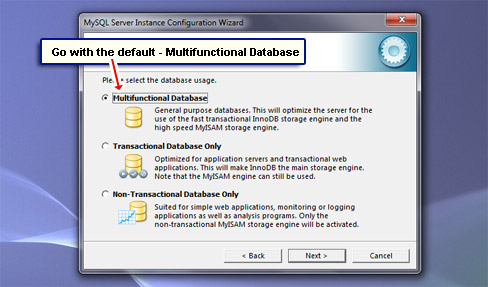 MySQL Server Instance Configuration Wizard
Go with the default - Multifunctional Database
Please select the database usage.
Multifunctional Database
General purpose databases. This will optimize the server for the
use of the fast transactional InnoDB storage engine and the
high speed MyISAM storage engine.
Transactional Database Only
Optimized for application servers and transactional web
applications. This will make InnoDB the main storage engine.
Note that the MyISAM engine can still be used.
Non-Transactional Database Only
Suited for simple web applications, monitoring or logging
applications as well as analysis programs. Only the
non-transactional MyISAM storage engine will be activated.
< Back
Next >
Cancel